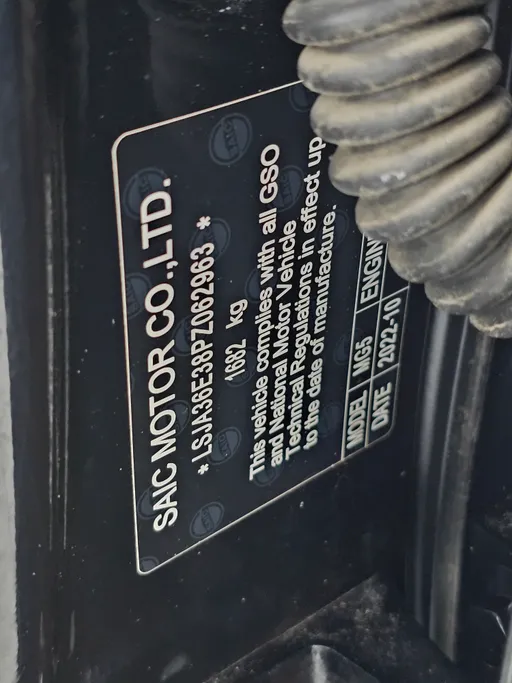 SAIC MOTOR CO.,LTD.
* LSJA36E38PZ062963 *
1682 kg
This vehicle complies with all GSO
and National Motor Vehicle
Technical Regulations in effect up
to the date of manufacture.
MODEL MG5 ENGIN
DATE 2022-10